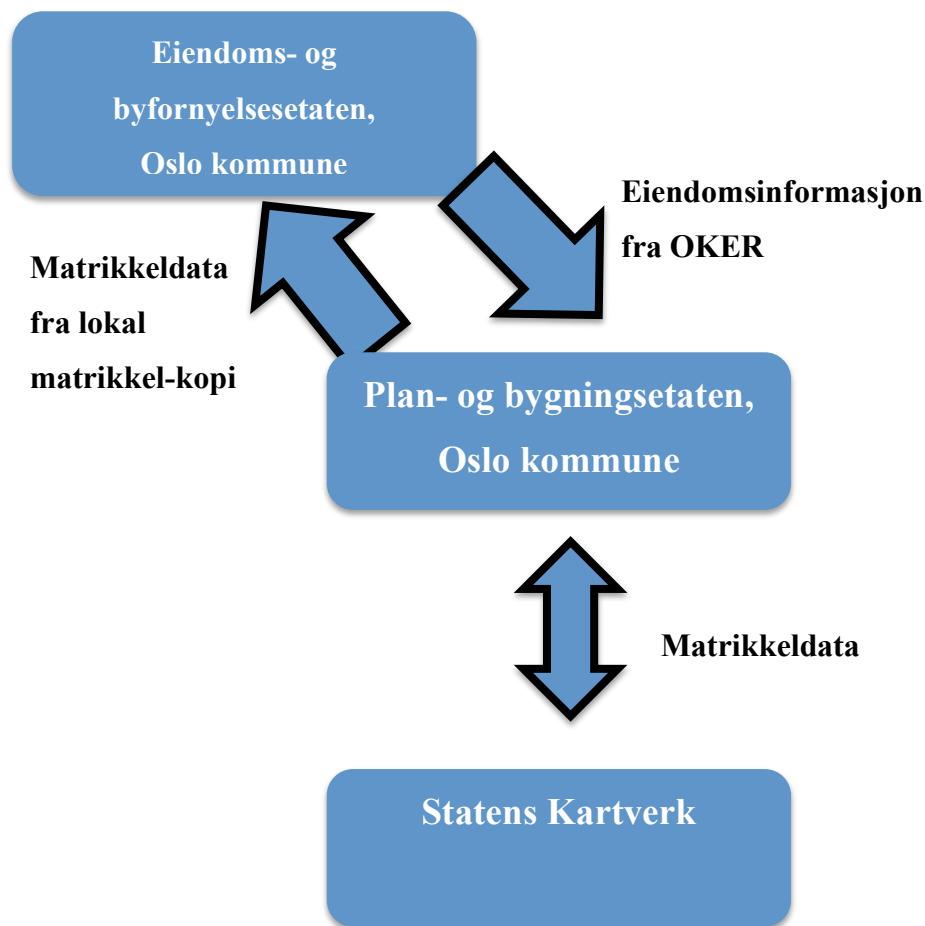 Eiendoms- og
byfornyelsesetaten,
Oslo kommune
Eiendomsinformasjon
fra OKER
Matrikkeldata
fra lokal
matrikkel-kopi
Plan- og bygningsetaten,
Oslo kommune
Matrikkeldata
Statens Kartverk